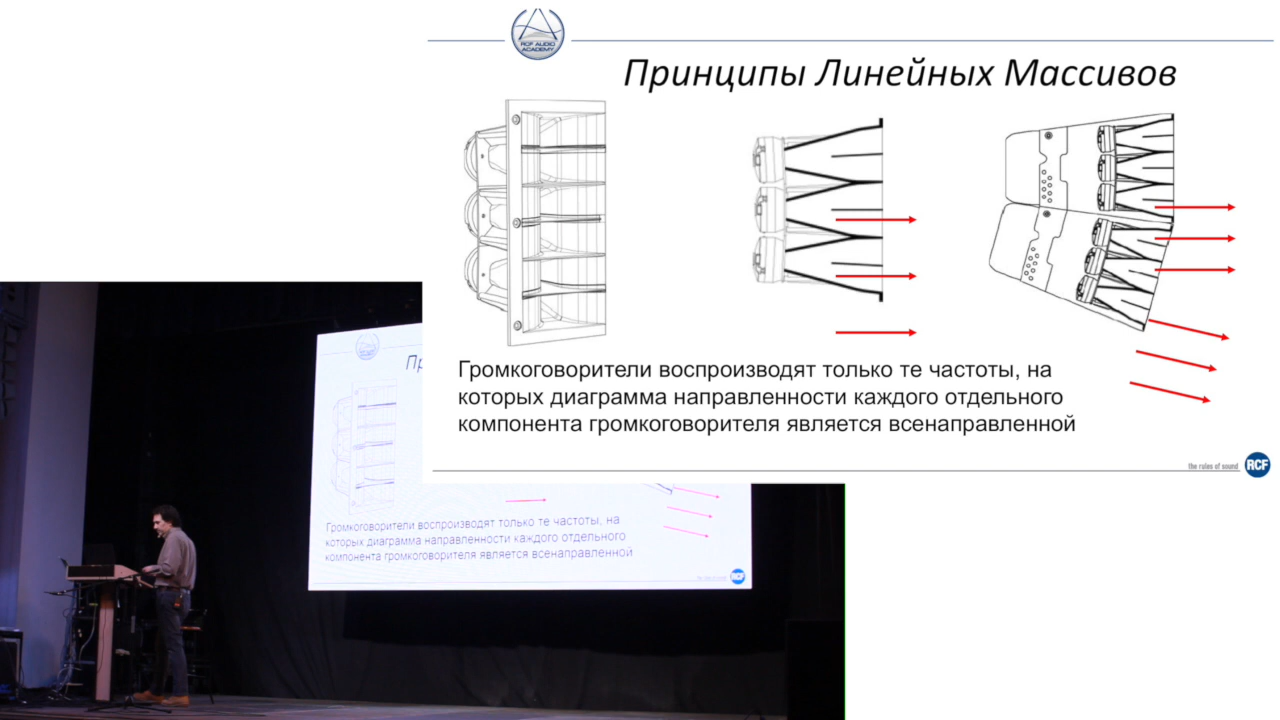 RCF AUDIO
ACADEMY
Принципы Линейных Массивов
Громкоговорители воспроизводят только те частоты, на
которых диаграмма направленности каждого отдельного
компонента громкоговорителя является всенаправленной
the rules of sound
RCF
Пр
Громкоговорители воспроизводят только те частоты, на
которых диаграмма направленности каждого отдельного
компонента громкоговорителя является всенаправленной
RCF